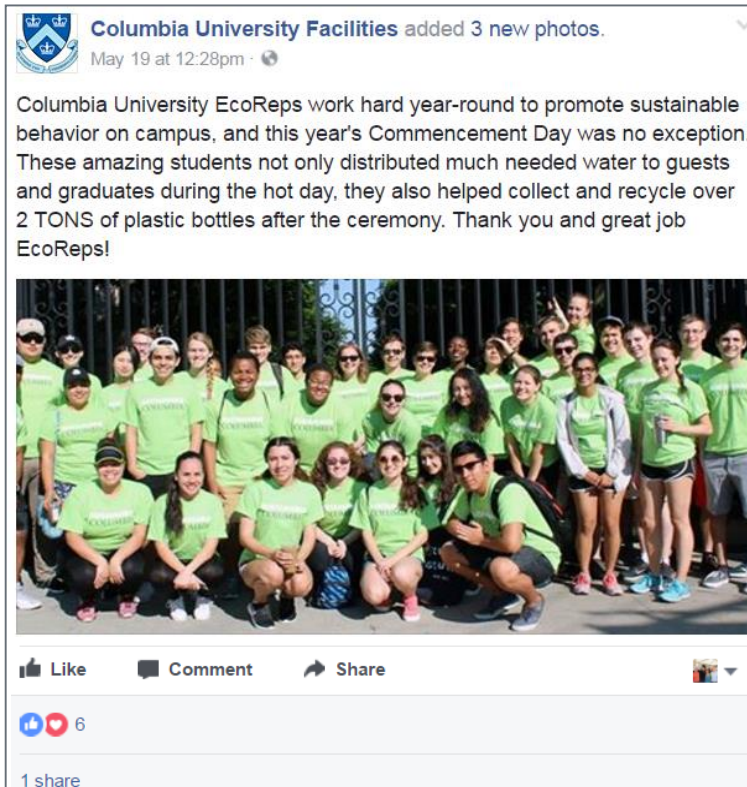 Columbia University Facilities added 3 new photos.
May 19 at 12:28pm ·
Columbia University EcoReps work hard year-round to promote sustainable
behavior on campus, and this year's Commencement Day was no exception.
These amazing students not only distributed much needed water to guests
and graduates during the hot day, they also helped collect and recycle over
2 TONS of plastic bottles after the ceremony. Thank you and great job
EcoReps!
COLUMBIA
COLUMBIA
Like Comment Share
6
1 share